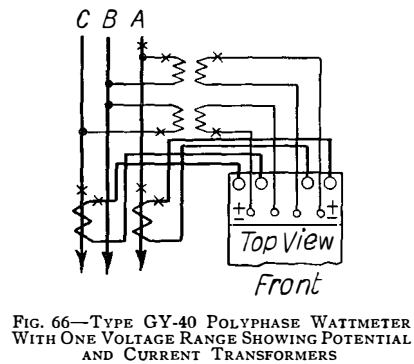 C B A
± ±
Top View
Front
FIG. 66—TYPE GY-40 POLYPHASE WATTMETER
WITH ONE VOLTAGE RANGE SHOWING POTENTIAL
AND CURRENT TRANSFORMERS